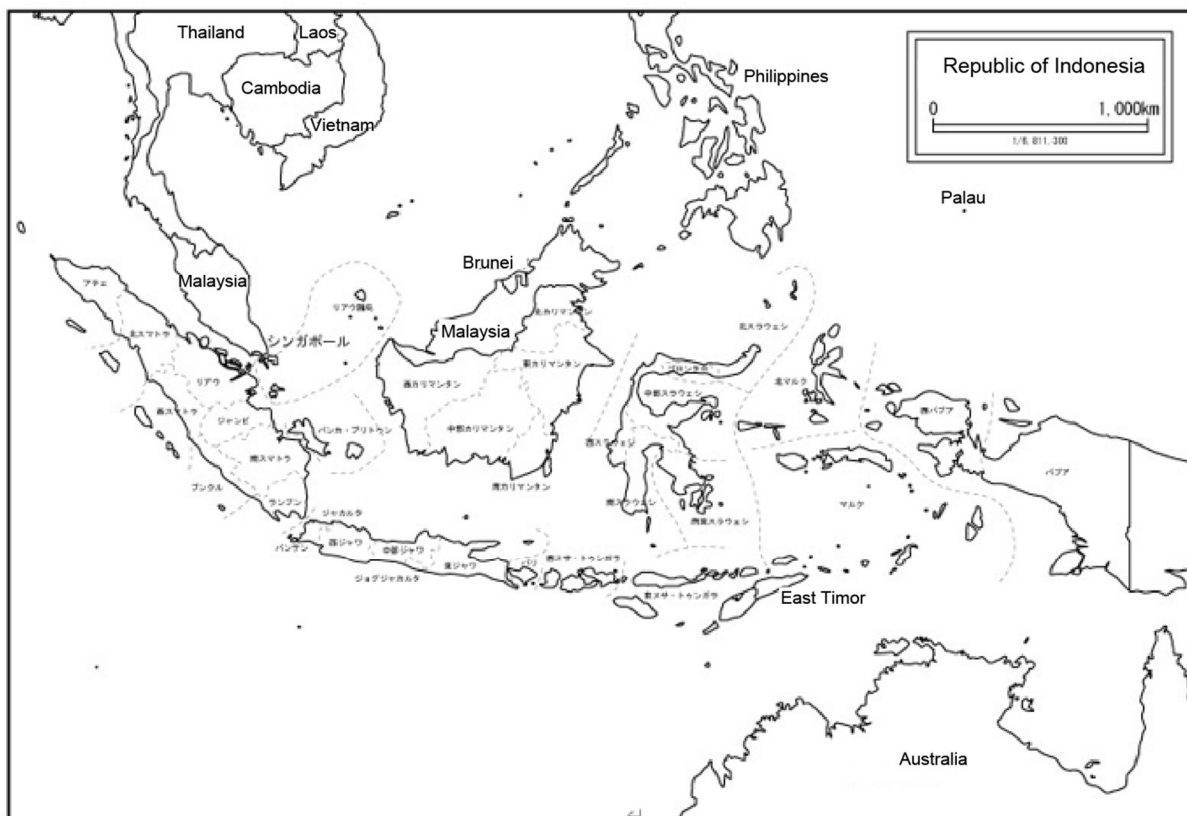 Thailand
Laos
Cambodia
Vietnam
Philippines
Republic of Indonesia
0 1,000km
Palau
Brunei
Malaysia
Malaysia
アチェ
リアウ諸島
北カリマンタン
シンガポール
北スマトラ
北スラウェシ
東カリマンタン
リアウ
西カリマンタン
ゴロンタロ
北マルク
中部スラウェシ
西パプア
西スマトラ
ジャンビ
バンカ・ブリトゥン
中部カリマンタン
西スラウェシ
南スマトラ
パプア
ブンクル
南カリマンタン
ランプン
南スラウェシ
マルク
ジャカルタ
南東スラウェシ
バンテン
西ジャワ
中部ジャワ
東ジャワ
バリ
西ヌサ・トゥンガラ
ジョグジャカルタ
東ヌサ・トゥンガラ
East Timor
Australia